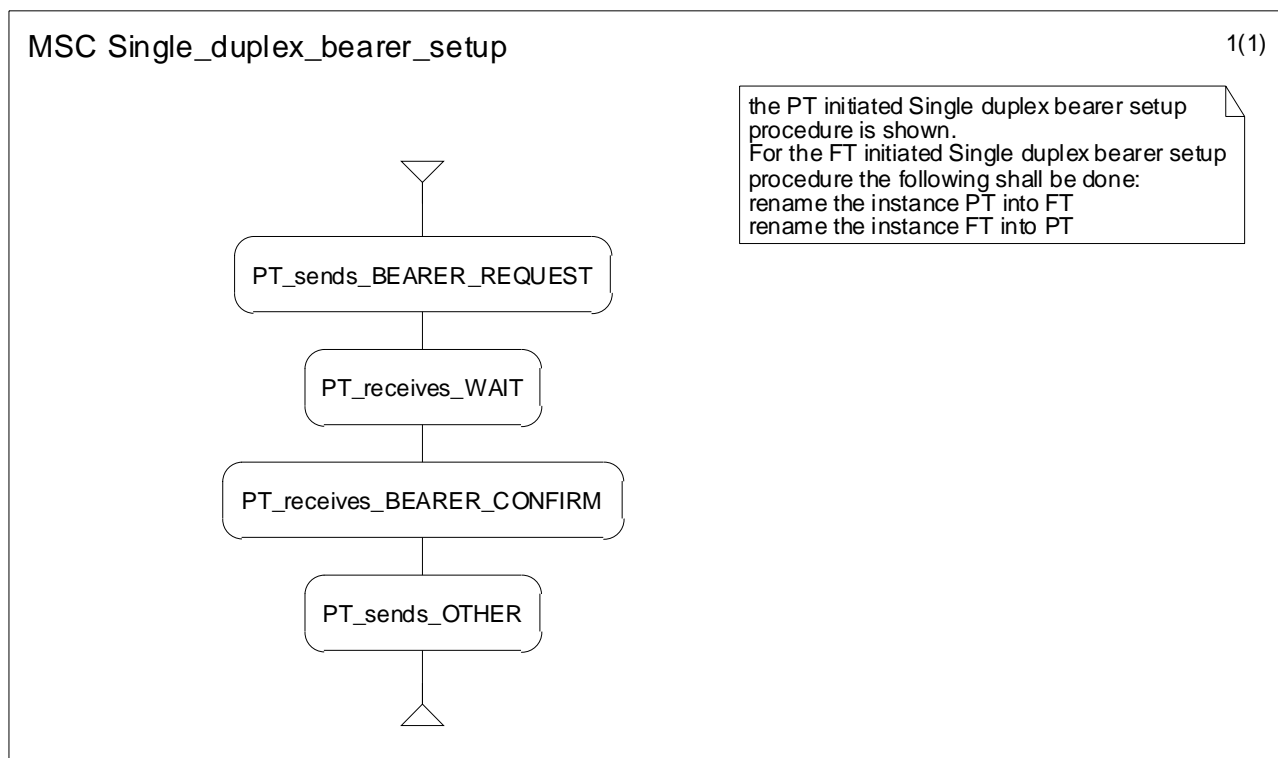 MSC Single_duplex_bearer_setup
1(1)
the PT initiated Single duplex bearer setup
procedure is shown.
For the FT initiated Single duplex bearer setup
procedure the following shall be done:
rename the instance PT into FT
rename the instance FT into PT
PT_sends_BEARER_REQUEST
PT_receives_WAIT
PT_receives_BEARER_CONFIRM
PT_sends_OTHER